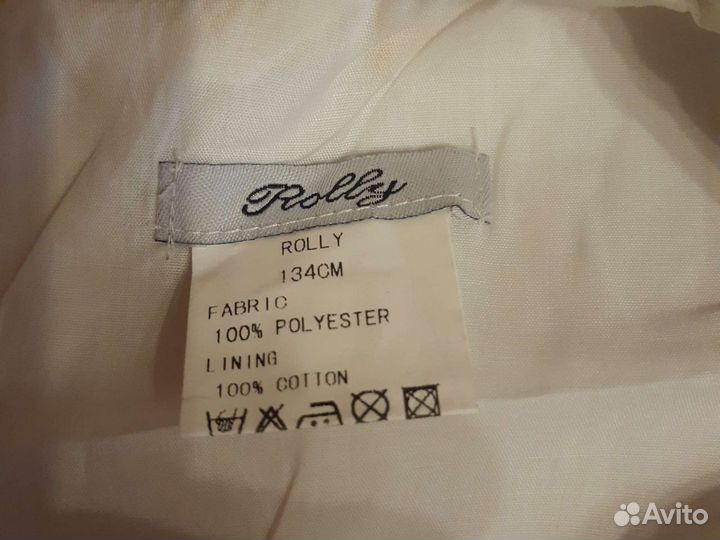 Rolly
ROLLY
134CM
FABRIC
100% POLYESTER
LINING
100% COTTON
Avito